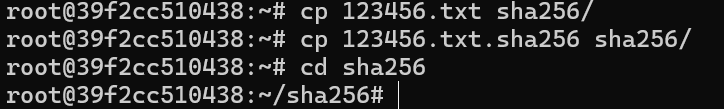 root@39f2cc510438:~# cp 123456.txt sha256/
root@39f2cc510438:~# cp 123456.txt.sha256 sha256/
root@39f2cc510438:~# cd sha256
root@39f2cc510438:~/sha256#